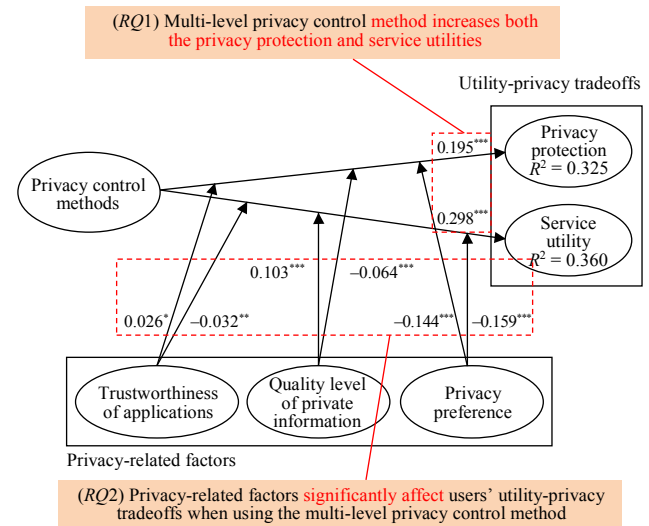 (RQ1) Multi-level privacy control method increases both
the privacy protection and service utilities
Utility-privacy tradeoffs
Privacy
protection
R² = 0.325
0.195***
Privacy control
methods
0.298***
Service
utility
R² = 0.360
0.103*** –0.064***
0.026* –0.032** –0.144*** –0.159***
Trustworthiness
of applications
Quality level
of private
information
Privacy
preference
Privacy-related factors
(RQ2) Privacy-related factors significantly affect users’ utility-privacy
tradeoffs when using the multi-level privacy control method